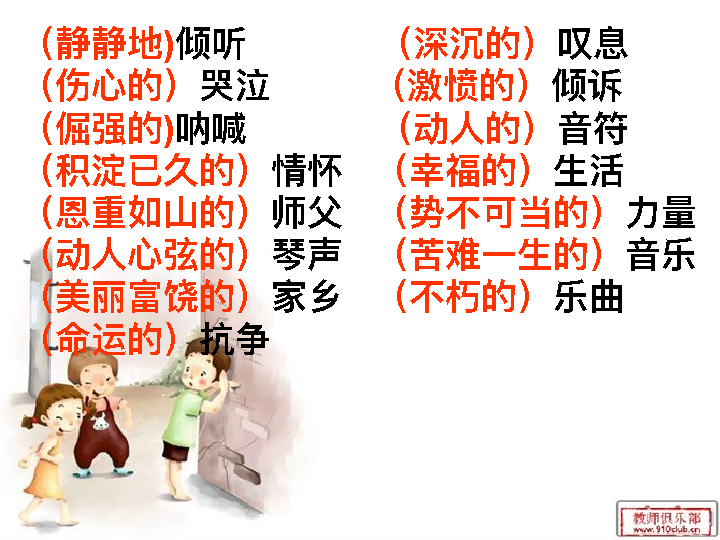 （静静地)倾听
（伤心的）哭泣
（倔强的)呐喊
（积淀已久的）情怀
（恩重如山的）师父
（动人心弦的）琴声
（美丽富饶的）家乡
（命运的）抗争
（深沉的）叹息
（激愤的）倾诉
（动人的）音符
（幸福的）生活
（势不可当的）力量
（苦难一生的）音乐
（不朽的）乐曲
教师俱乐部
www.910club.cn